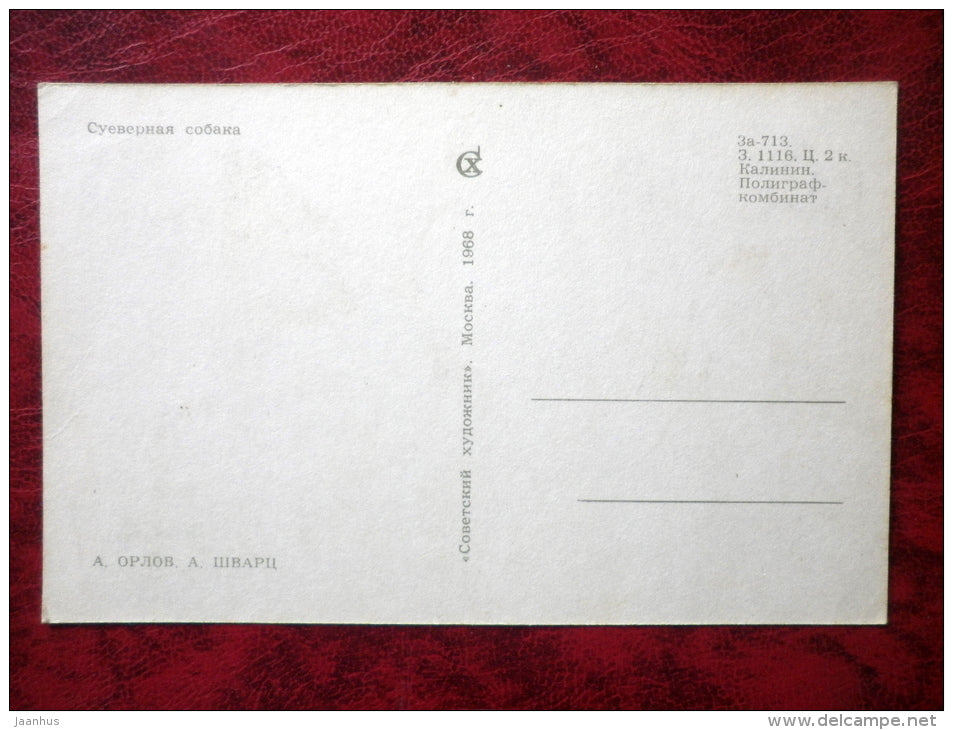 Суеверная собака
А. ОРЛОВ, А. ШВАРЦ
СХ
«Советский художник». Москва. 1968 г.
За-713.
З. 1116. Ц. 2 к.
Калинин.
Полиграф-
комбинат
jaanhus
www.delcampe.net